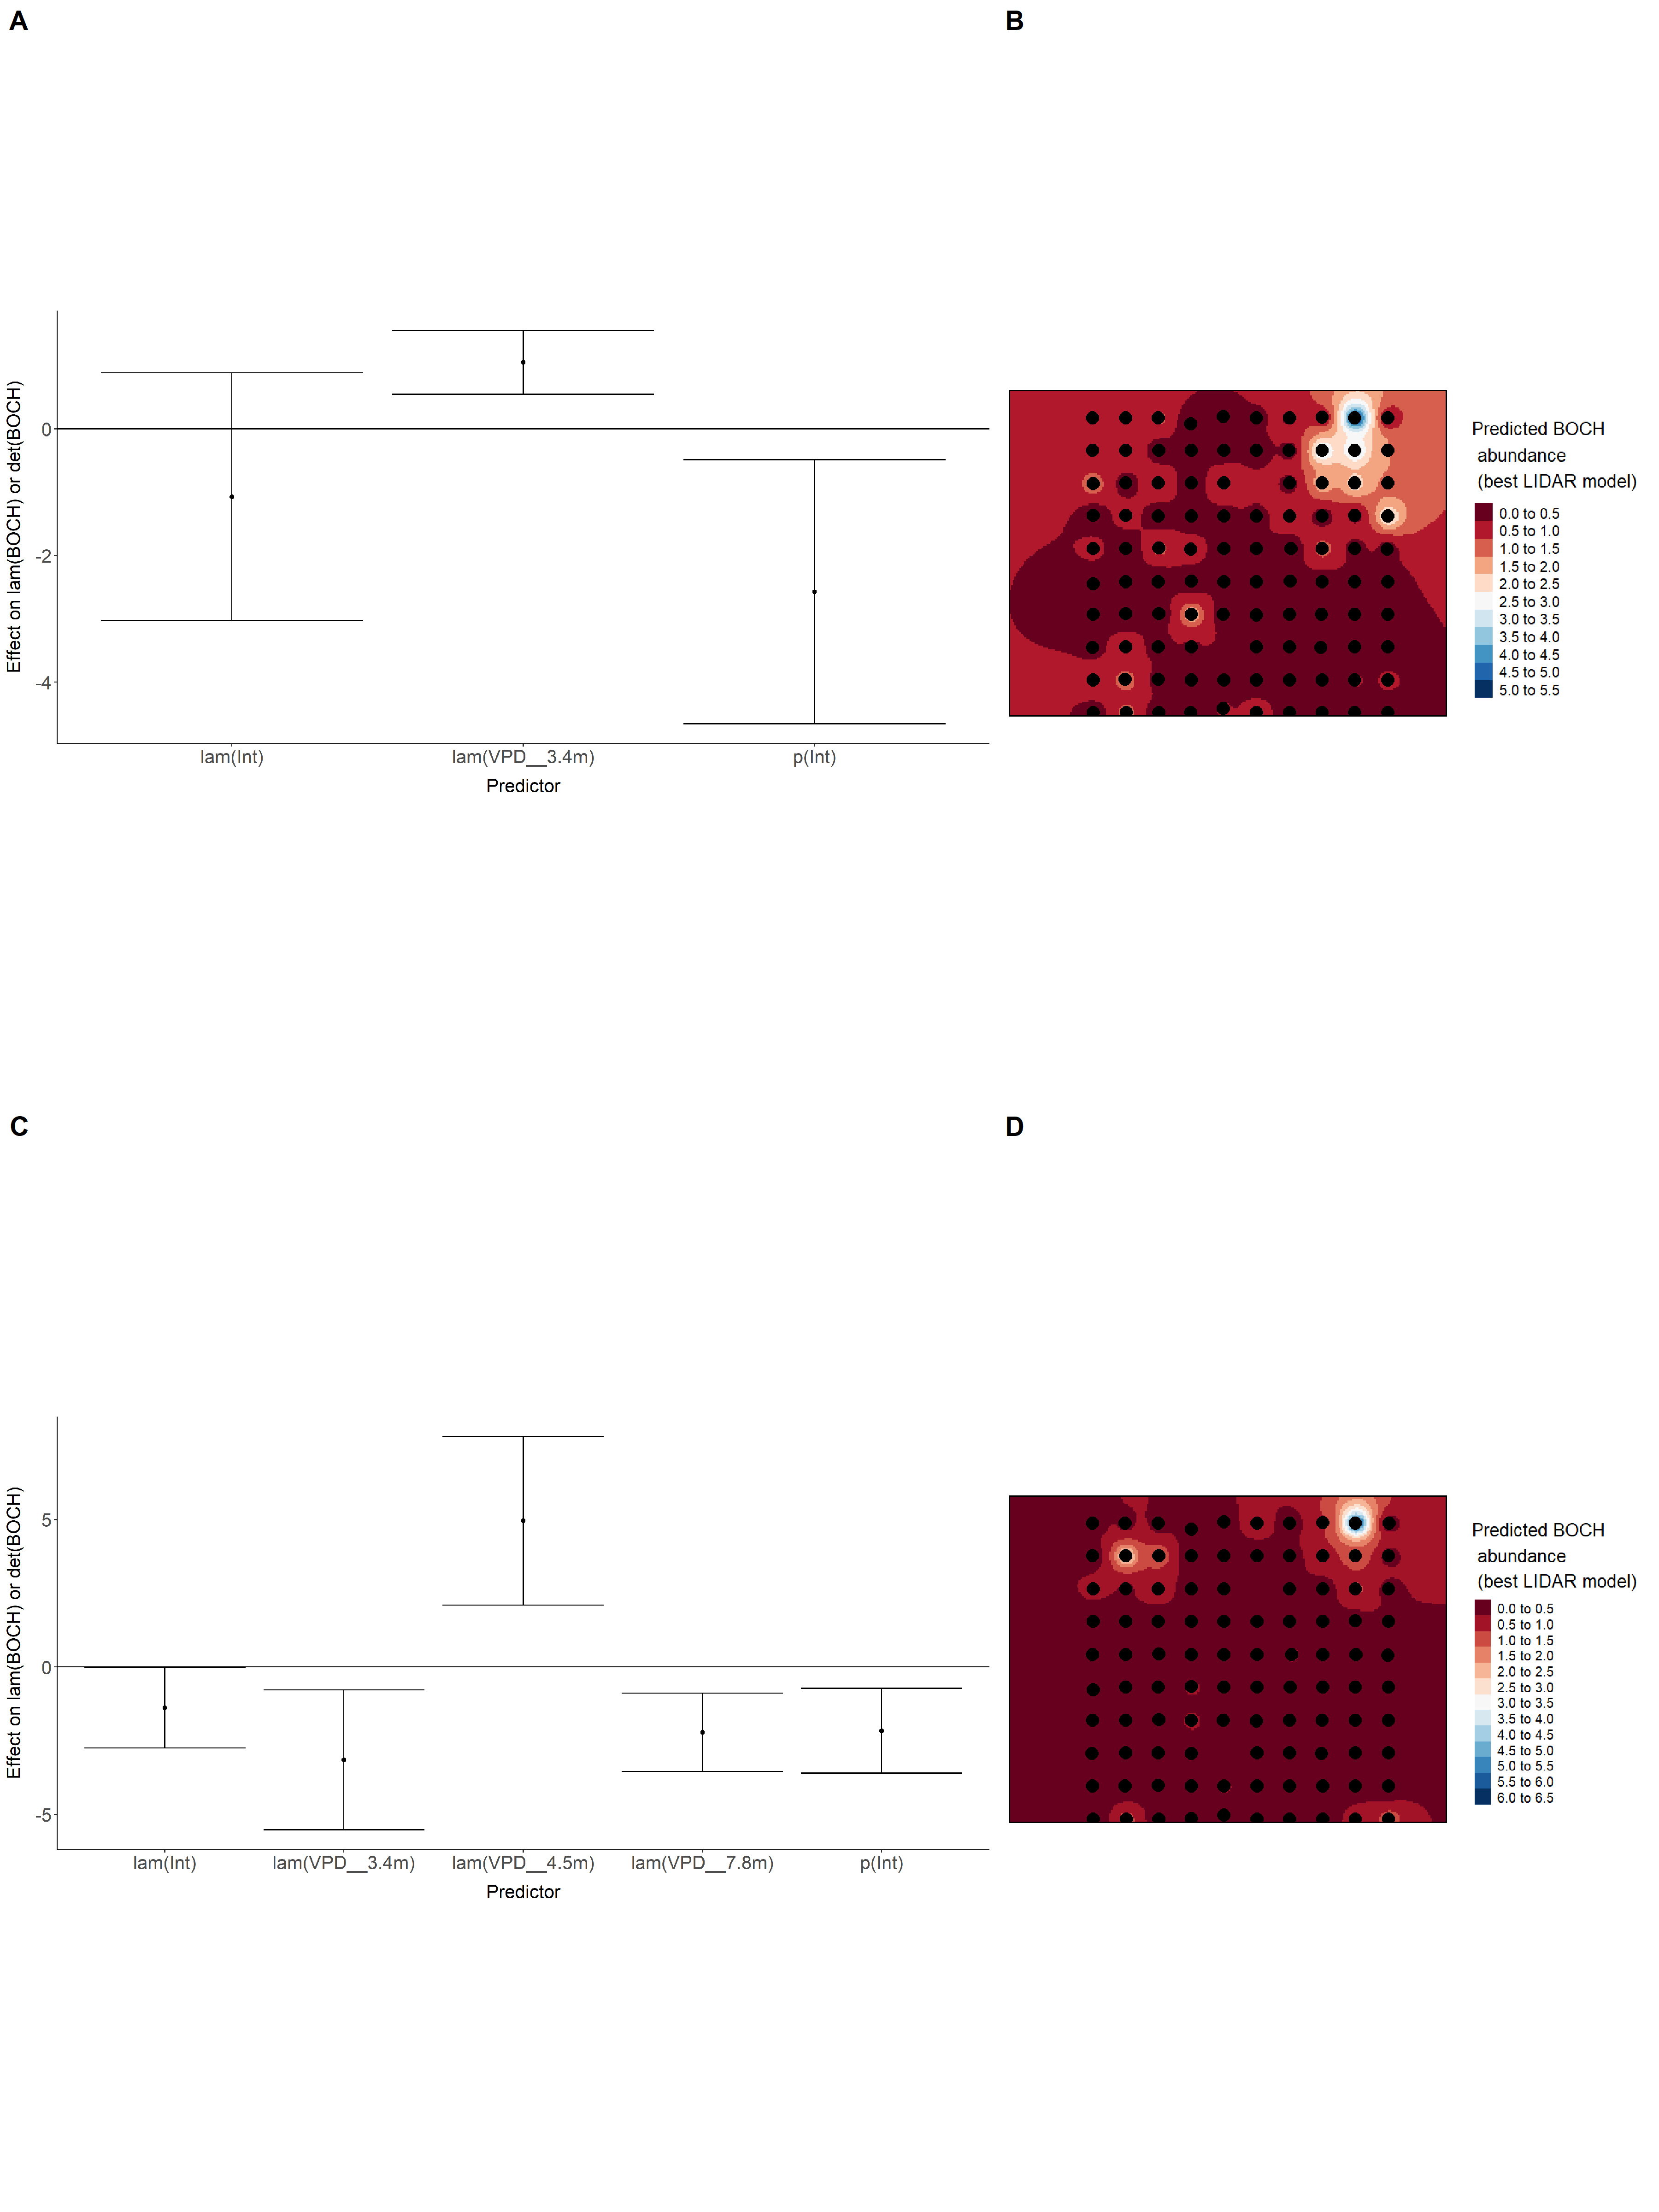 A
Effect on lam(BOCH) or det(BOCH)
0
-2
-4
lam(Int)
lam(VPD__3.4m)
p(Int)
Predictor
B
Predicted BOCH
abundance
(best LIDAR model)
0.0 to 0.5
0.5 to 1.0
1.0 to 1.5
1.5 to 2.0
2.0 to 2.5
2.5 to 3.0
3.0 to 3.5
3.5 to 4.0
4.0 to 4.5
4.5 to 5.0
5.0 to 5.5
C
Effect on lam(BOCH) or det(BOCH)
5
0
-5
lam(Int)
lam(VPD__3.4m)
lam(VPD__4.5m)
lam(VPD__7.8m)
p(Int)
Predictor
D
Predicted BOCH
abundance
(best LIDAR model)
0.0 to 0.5
0.5 to 1.0
1.0 to 1.5
1.5 to 2.0
2.0 to 2.5
2.5 to 3.0
3.0 to 3.5
3.5 to 4.0
4.0 to 4.5
4.5 to 5.0
5.0 to 5.5
5.5 to 6.0
6.0 to 6.5